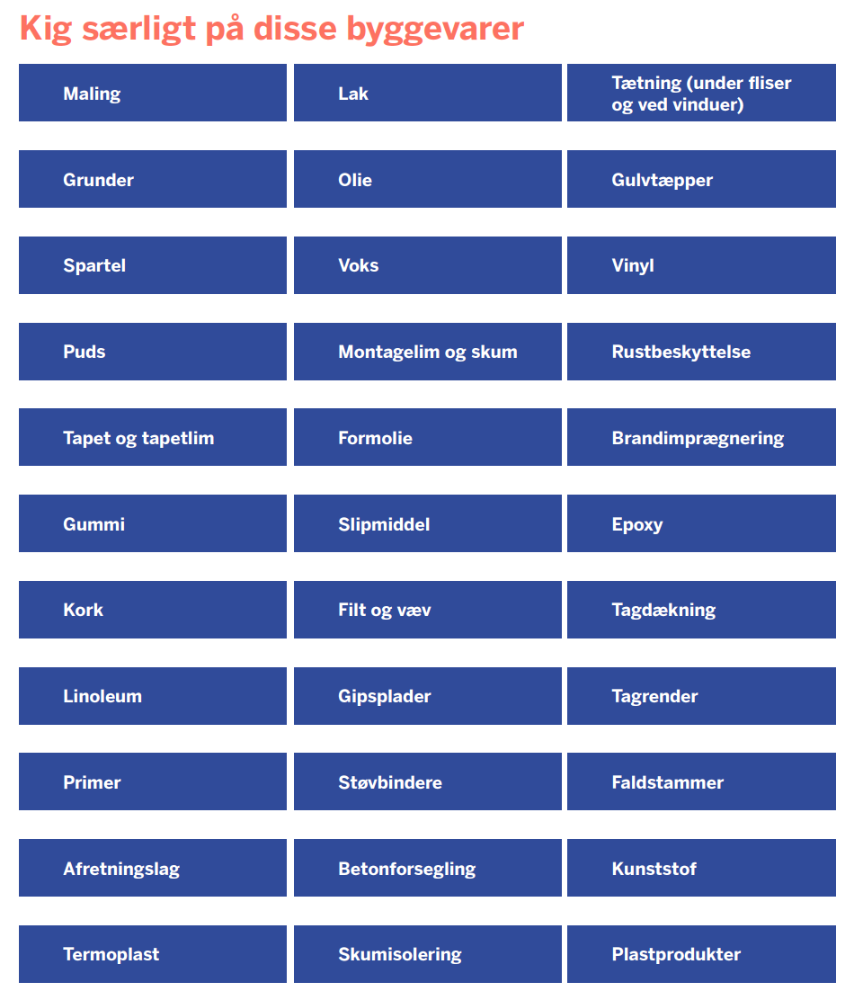 Kig særligt på disse byggevarer
Maling
Lak
Tætning (under fliser
og ved vinduer)
Grunder
Olie
Gulvtæpper
Spartel
Voks
Vinyl
Puds
Montagelim og skum
Rustbeskyttelse
Tapet og tapetlim
Formolie
Brandimprægnering
Gummi
Slipmiddel
Epoxy
Kork
Filt og væv
Tagdækning
Linoleum
Gipsplader
Tagrender
Primer
Støvbindere
Faldstammer
Afretningslag
Betonforsegling
Kunststof
Termoplast
Skumisolering
Plastprodukter